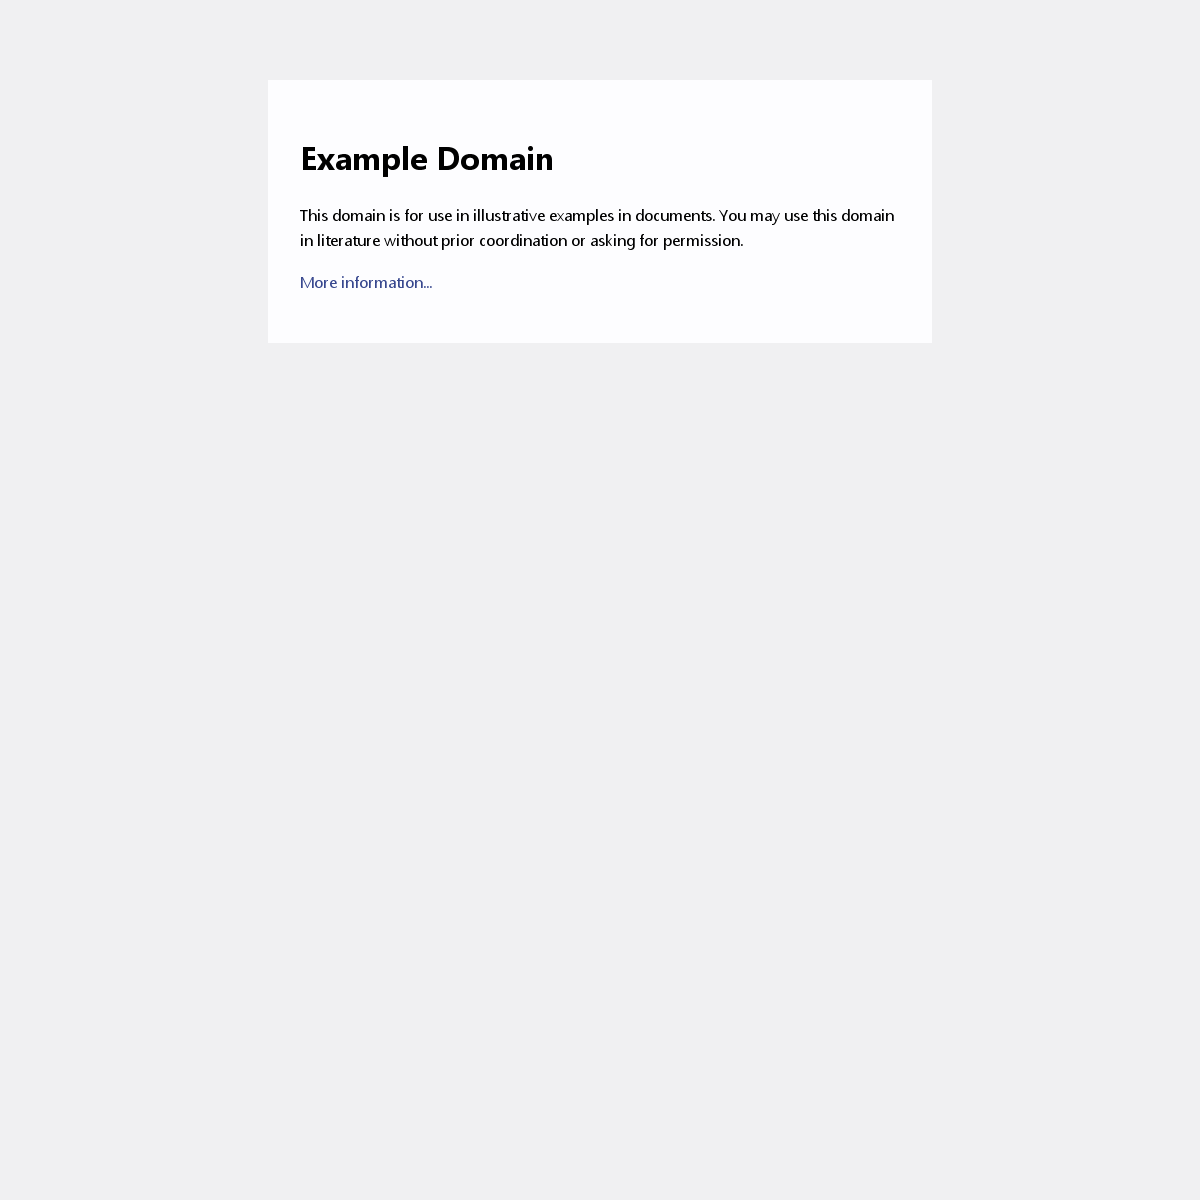 Example Domain
This domain is for use in illustrative examples in documents. You may use this domain
in literature without prior coordination or asking for permission.
More information...